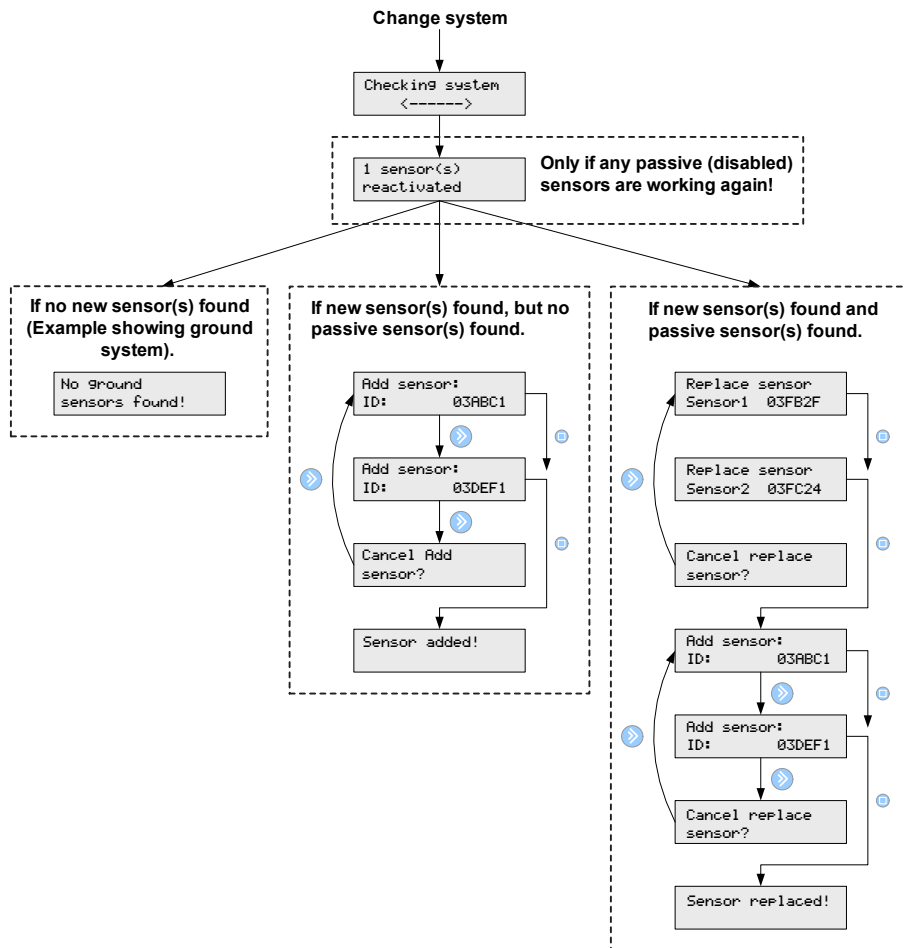 Change system
Checking system
<------>
1 sensor(s)
reactivated
Only if any passive (disabled)
sensors are working again!
If no new sensor(s) found
(Example showing ground
system).
No ground
sensors found!
If new sensor(s) found, but no
passive sensor(s) found.
Add sensor:
ID: 03ABC1
Add sensor:
ID: 03DEF1
Cancel Add
sensor?
Sensor added!
If new sensor(s) found and
passive sensor(s) found.
Replace sensor
Sensor1 03FB2F
Replace sensor
Sensor2 03FC24
Cancel replace
sensor?
Add sensor:
ID: 03ABC1
Add sensor:
ID: 03DEF1
Cancel replace
sensor?
Sensor replaced!